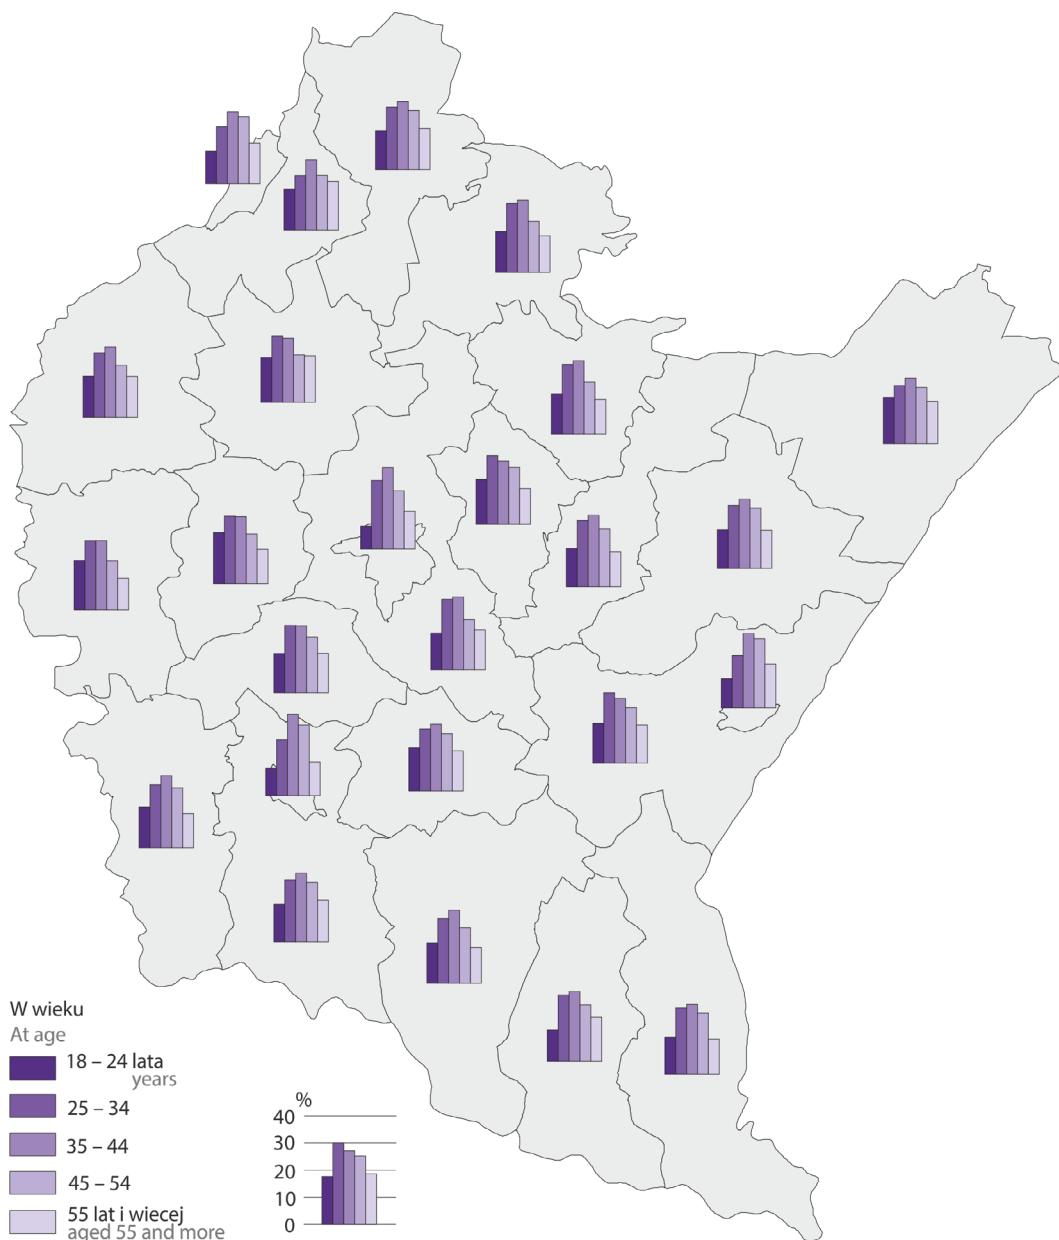 W wieku
At age
18 – 24 lata
years
25 – 34
35 – 44
45 – 54
55 lat i wiecej
aged 55 and more
%
40
30
20
10
0